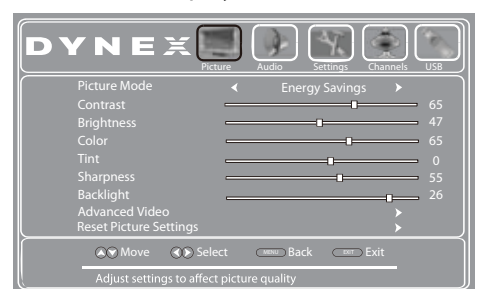 DYNEX
Picture Audio Settings Channels USB
Picture Mode Energy Savings
Contrast 65
Brightness 47
Color 65
Tint 0
Sharpness 55
Backlight 26
Advanced Video
Reset Picture Settings
Move Select MENU Back EXIT Exit
Adjust settings to affect picture quality